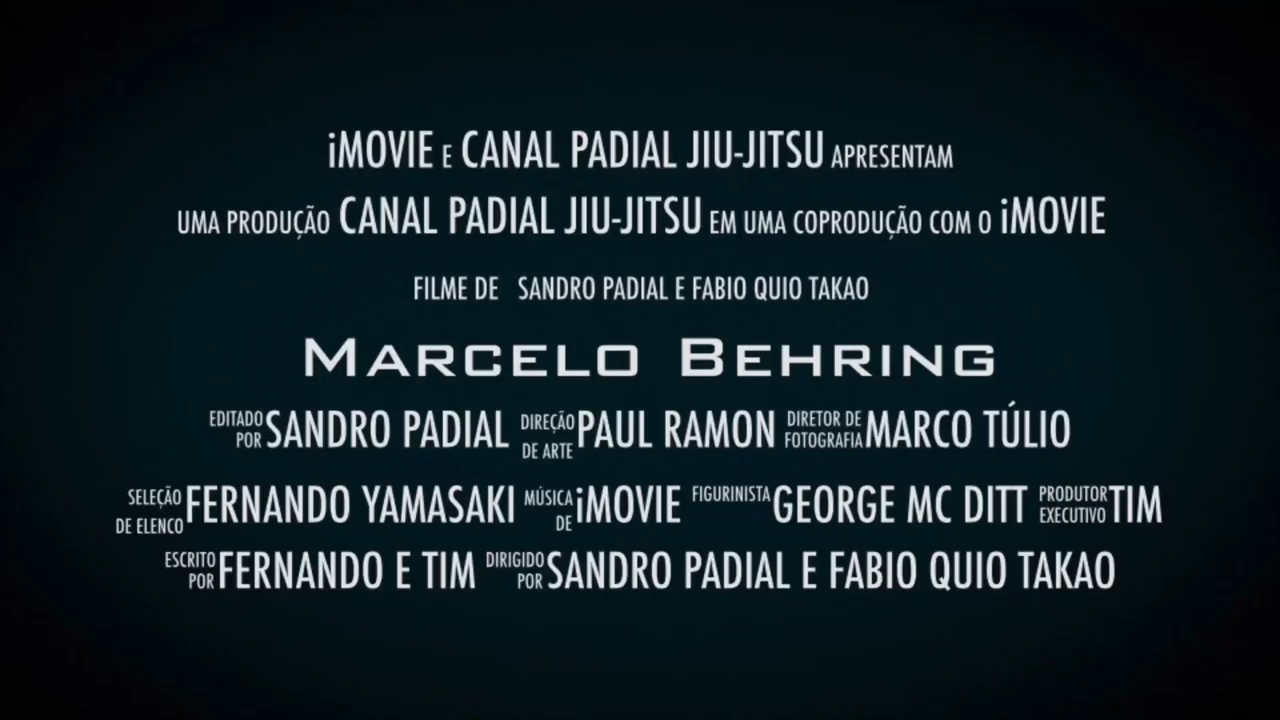 iMOVIE E CANAL PADIAL JIU-JITSU APRESENTAM
UMA PRODUÇÃO CANAL PADIAL JIU-JITSU EM UMA COPRODUÇÃO COM O iMOVIE
FILME DE SANDRO PADIAL E FABIO QUIO TAKAO
MARCELO BEHRING
EDITADO POR SANDRO PADIAL DIREÇÃO DE ARTE PAUL RAMON DIRETOR DE FOTOGRAFIA MARCO TÚLIO
SELEÇÃO DE ELENCO FERNANDO YAMASAKI MÚSICA DE iMOVIE FIGURINISTA GEORGE MC DITT PRODUTOR EXECUTIVO TIM
ESCRITO POR FERNANDO E TIM DIRIGIDO POR SANDRO PADIAL E FABIO QUIO TAKAO